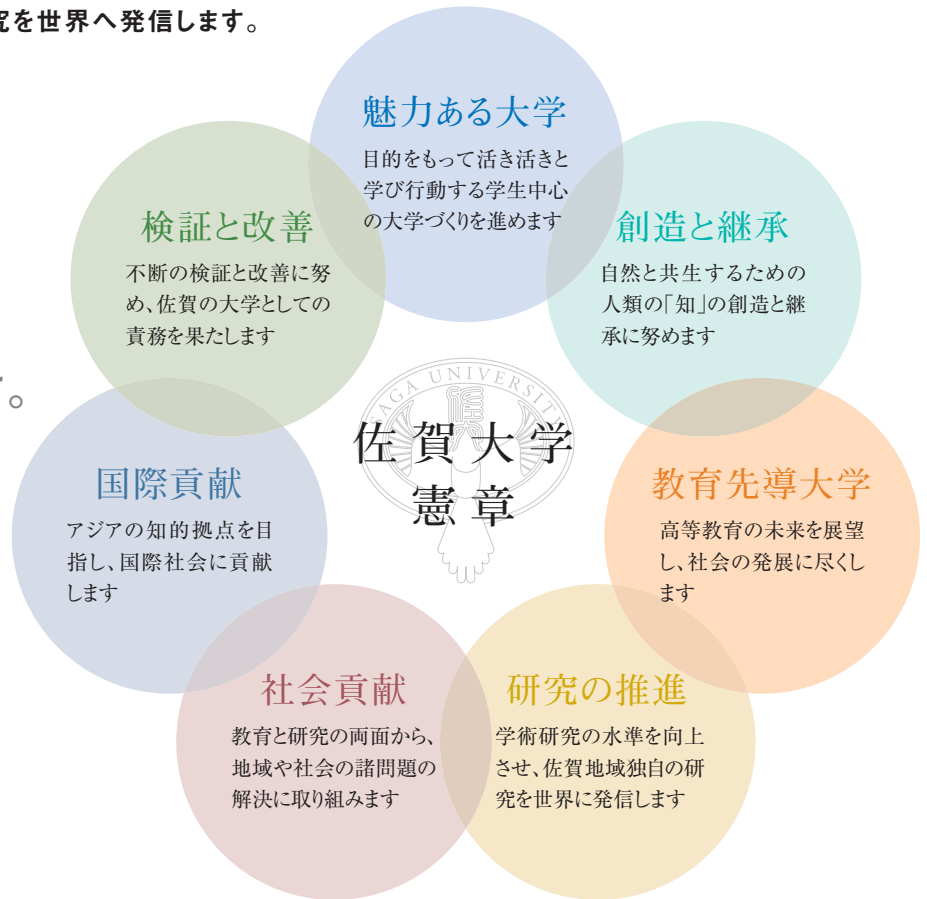 究を世界へ発信します。
魅力ある大学
目的をもって活き活きと
学び行動する学生中心
の大学づくりを進めます
創造と継承
自然と共生するための
人類の「知」の創造と継
承に努めます
教育先導大学
高等教育の未来を展望
し、社会の発展に尽くし
ます
研究の推進
学術研究の水準を向上
させ、佐賀地域独自の研
究を世界に発信します
社会貢献
教育と研究の両面から、
地域や社会の諸問題の
解決に取り組みます
国際貢献
アジアの知的拠点を目
指し、国際社会に貢献
します
検証と改善
不断の検証と改善に努
め、佐賀の大学としての
責務を果たします
。
SAGA UNIVERSITY
佐賀大学
憲章